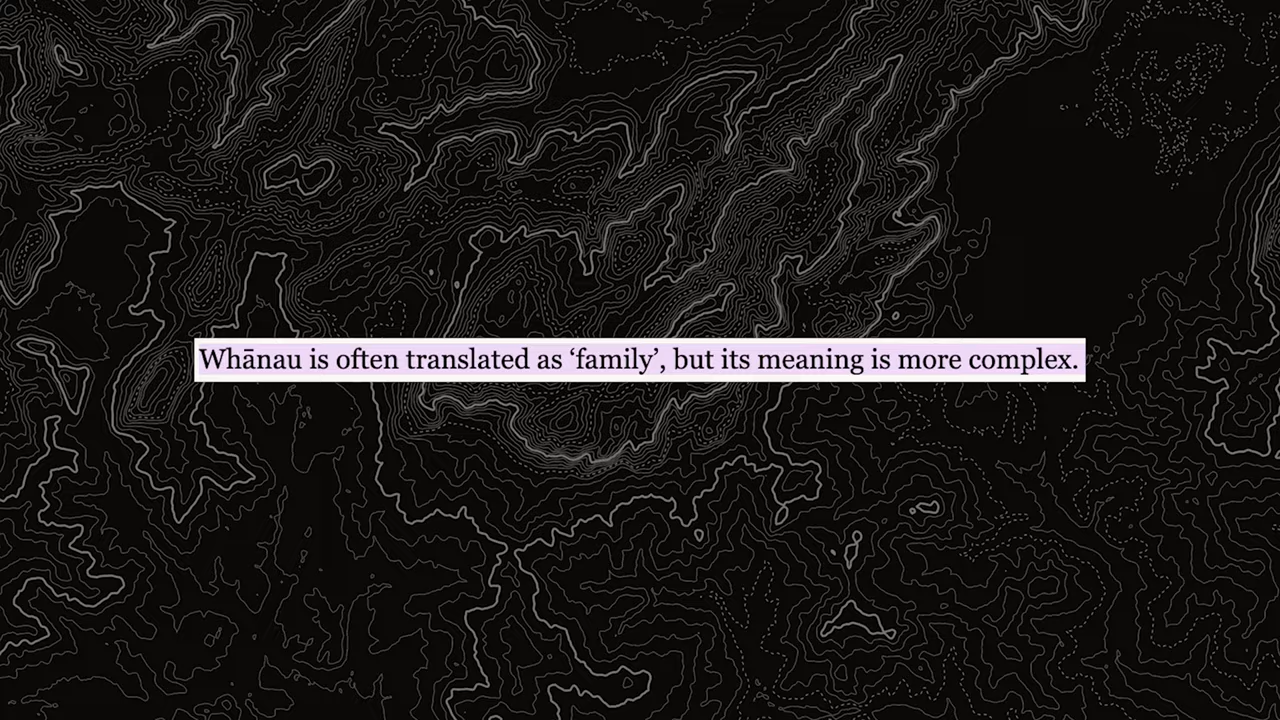 Whānau is often translated as ‘family’, but its meaning is more complex.